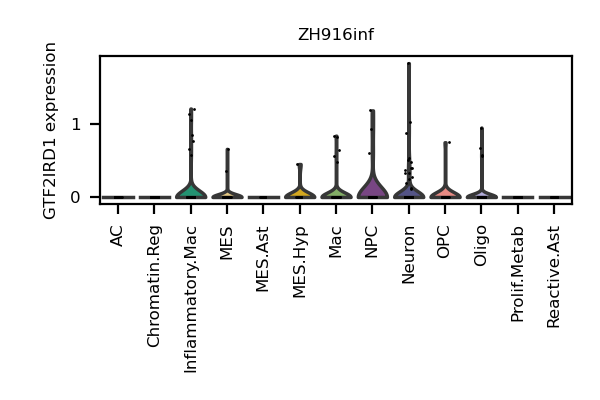 ZH916inf
GTF2IRD1 expression
1
0
AC
Chromatin.Reg
Inflammatory.Mac
MES
MES.Ast
MES.Hyp
Mac
NPC
Neuron
OPC
Oligo
Prolif.Metab
Reactive.Ast